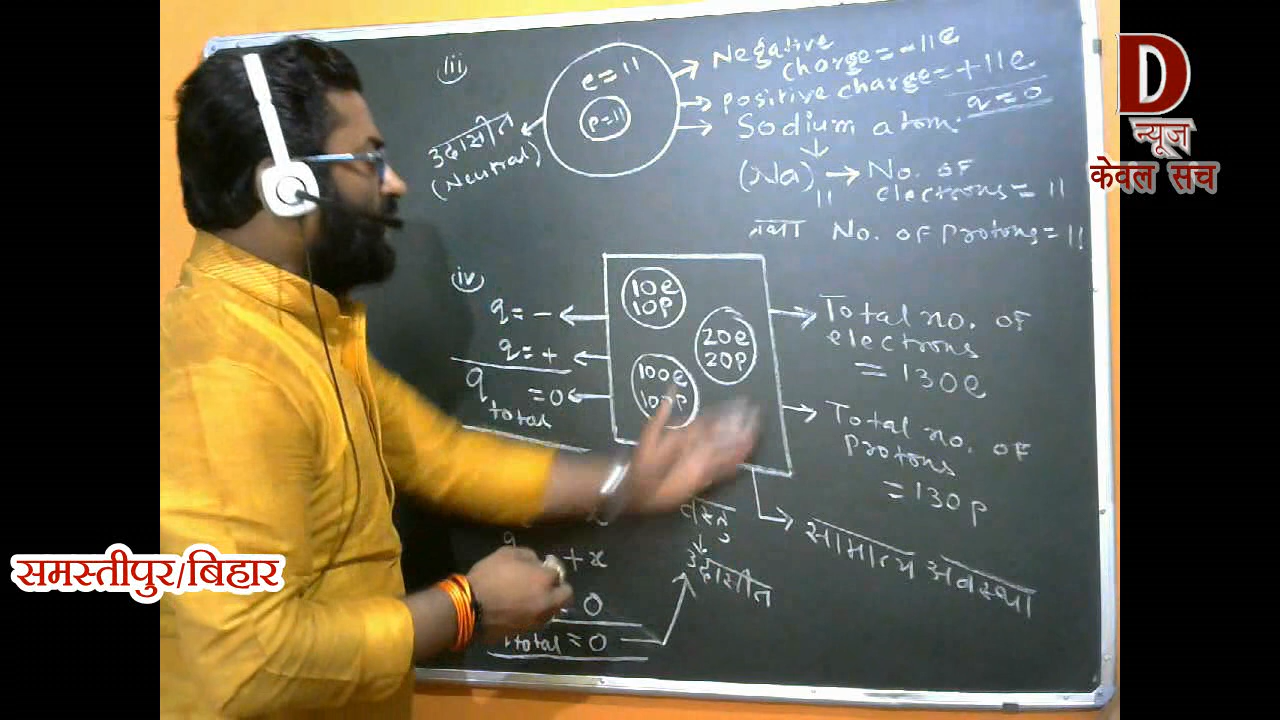 iii
e = 11
p = 11
उदासीन
(Neutral)
Negative
charge = -11e
positive charge = +11e
q = 0
Sodium atom.
(Na) → No. of
11
electrons = 11
तथा No. of Protons = 11
iv
q = -
q = +
q = 0
total
10e
10p
20e
20p
100e
100p
Total no. of
electrons
= 130e
Total no. of
Protons
= 130p
सामान्य अवस्था
वस्तु
उदासीन
+x
0
total = 0
D
न्यूज
केवल सच
समस्तीपुर/बिहार